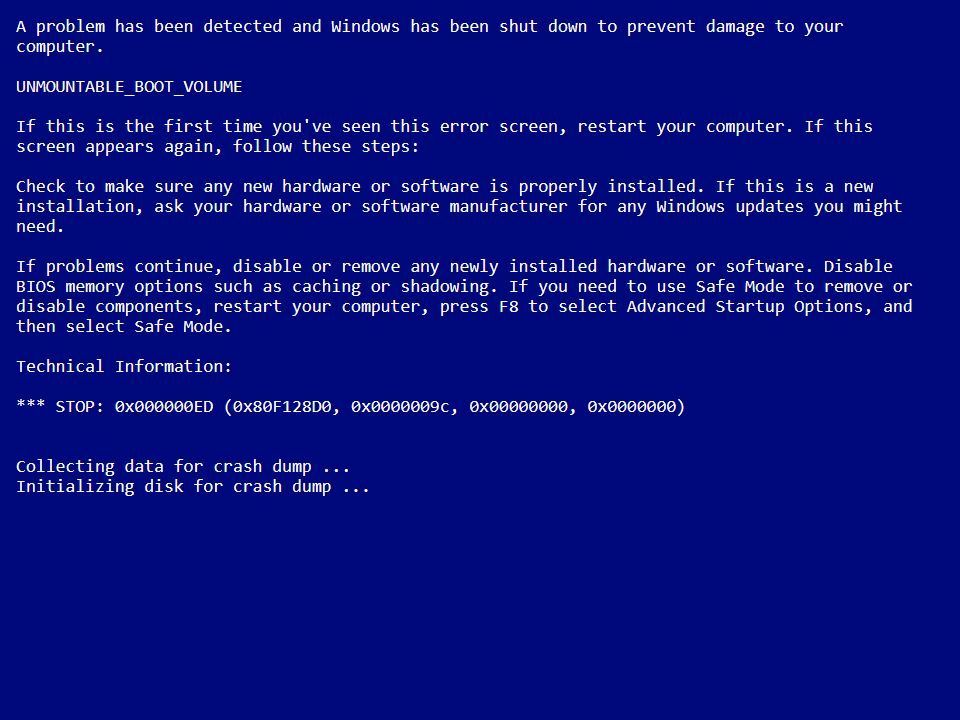 A problem has been detected and Windows has been shut down to prevent damage to your
computer.
UNMOUNTABLE_BOOT_VOLUME
If this is the first time you've seen this error screen, restart your computer. If this
screen appears again, follow these steps:
Check to make sure any new hardware or software is properly installed. If this is a new
installation, ask your hardware or software manufacturer for any Windows updates you might
need.
If problems continue, disable or remove any newly installed hardware or software. Disable
BIOS memory options such as caching or shadowing. If you need to use Safe Mode to remove or
disable components, restart your computer, press F8 to select Advanced Startup Options, and
then select Safe Mode.
Technical Information:
*** STOP: 0x000000ED (0x80F128D0, 0x0000009c, 0x00000000, 0x0000000)
Collecting data for crash dump ...
Initializing disk for crash dump ...